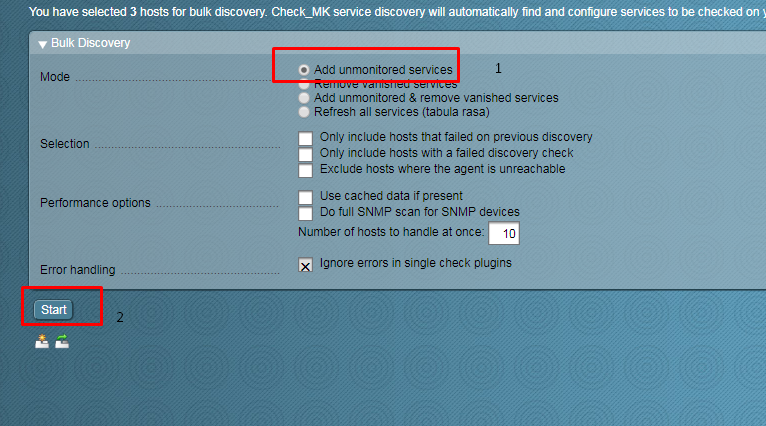 You have selected 3 hosts for bulk discovery. Check_MK service discovery will automatically find and configure services to be checked on
Bulk Discovery
Mode Add unmonitored services 1
Remove vanished services
Add unmonitored & remove vanished services
Refresh all services (tabula rasa)
Selection Only include hosts that failed on previous discovery
Only include hosts with a failed discovery check
Exclude hosts where the agent is unreachable
Performance options Use cached data if present
Do full SNMP scan for SNMP devices
Number of hosts to handle at once: 10
Error handling Ignore errors in single check plugins
Start 2